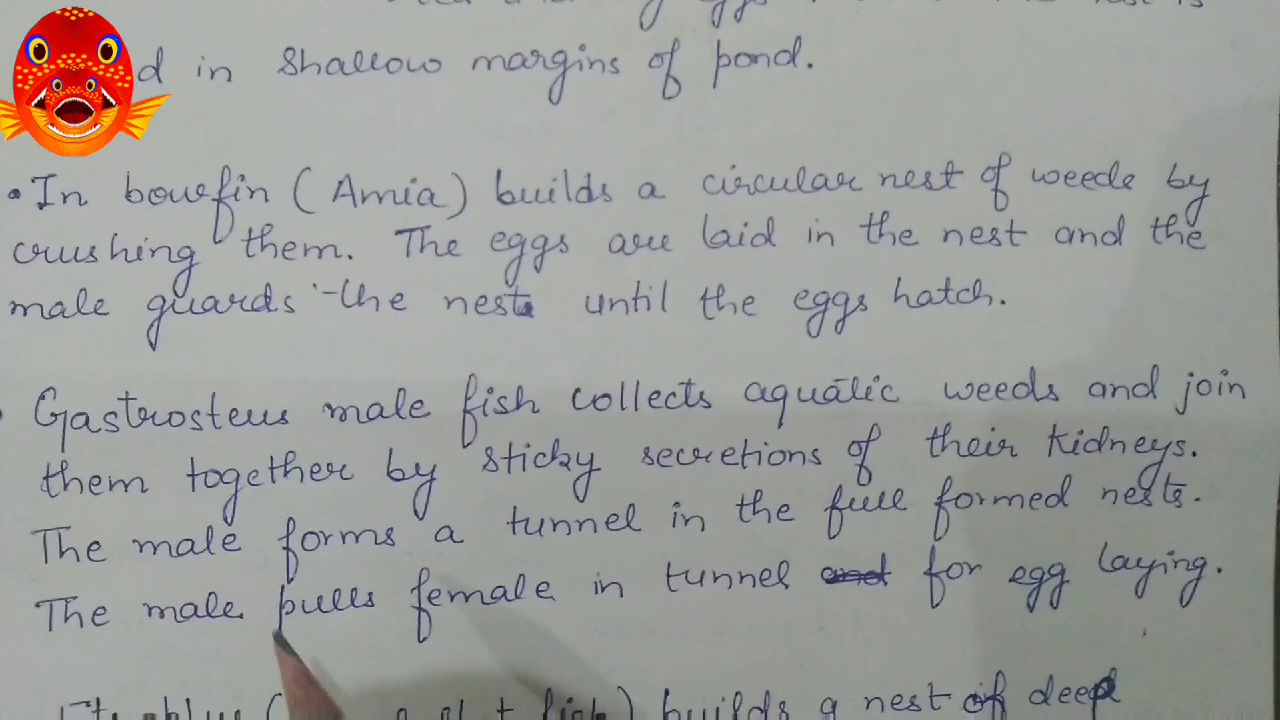 d in shallow margins of pond.
• In bowfin (Amia) builds a circular nest of weeds by
crushing them. The eggs are laid in the nest and the
male guards the nest until the eggs hatch.
Gastrosteus male fish collects aquatic weeds and join
them together by sticky secretions of their kidneys.
The male forms a tunnel in the full formed nests.
The male pulls female in tunnel for egg laying.
builds a nest of deep